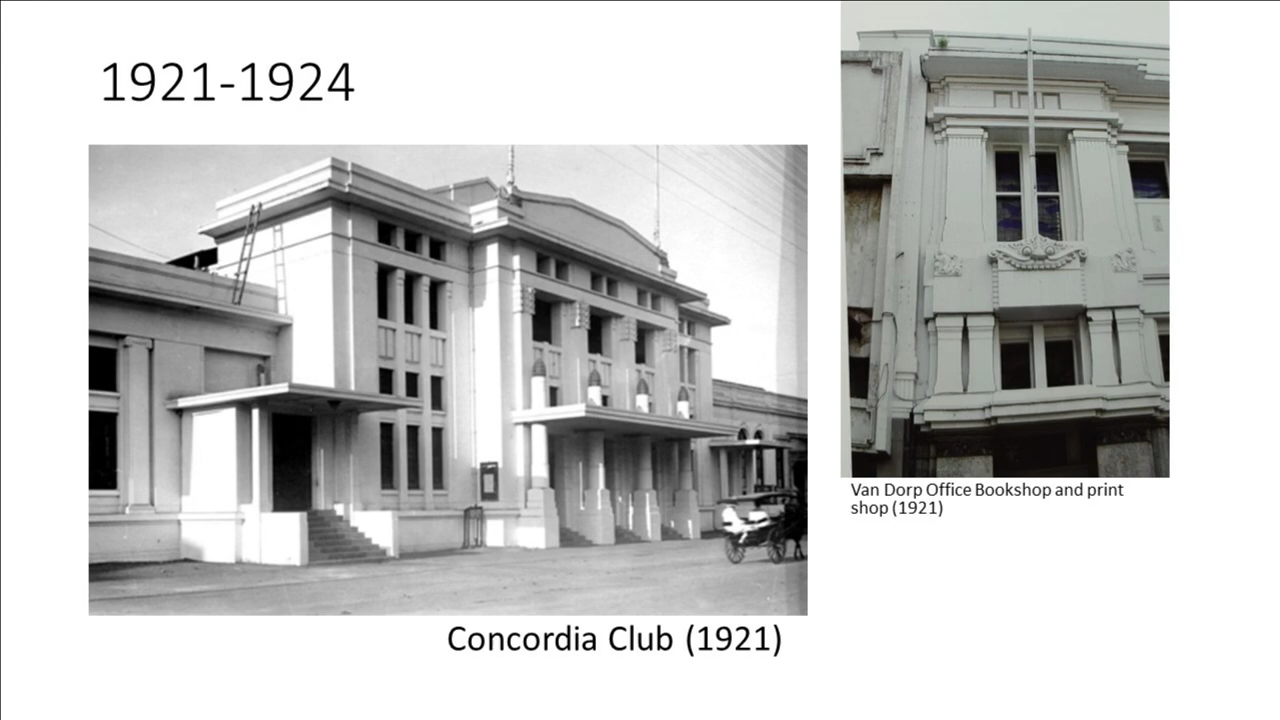 1921-1924
Concordia Club (1921)
Van Dorp Office Bookshop and print
shop (1921)